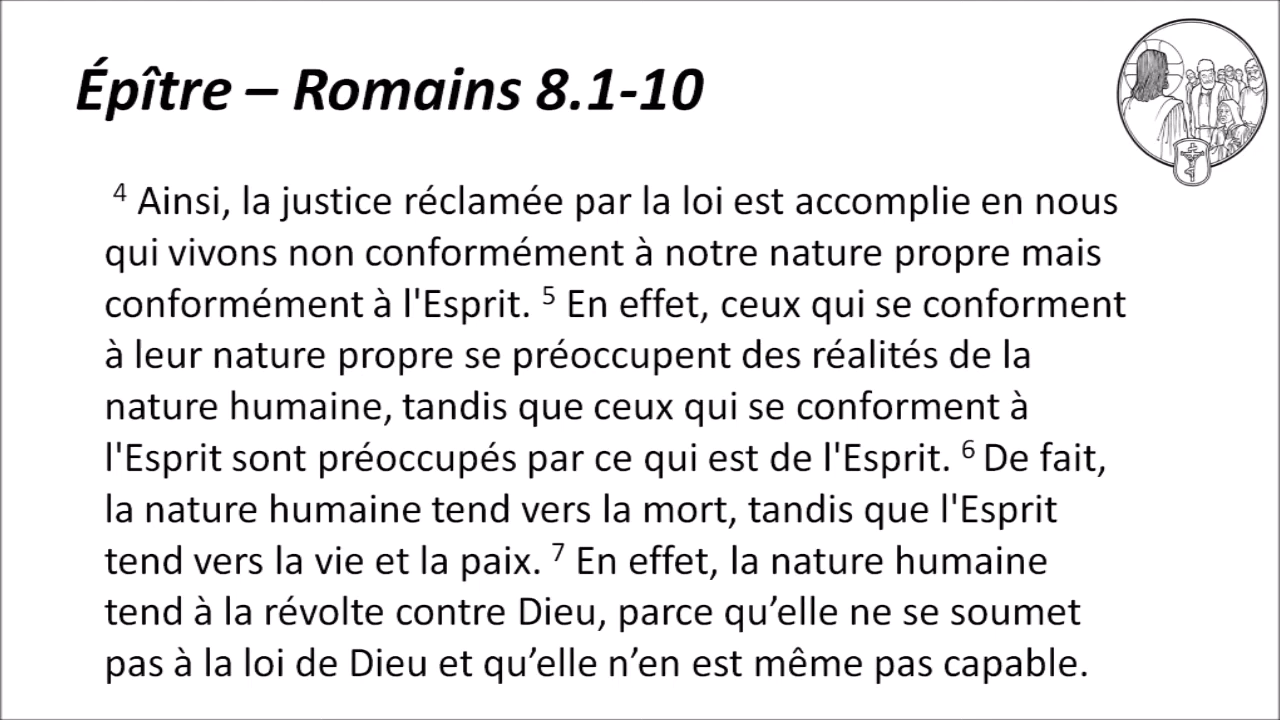 Épître – Romains 8.1-10
4 Ainsi, la justice réclamée par la loi est accomplie en nous
qui vivons non conformément à notre nature propre mais
conformément à l'Esprit. 5 En effet, ceux qui se conforment
à leur nature propre se préoccupent des réalités de la
nature humaine, tandis que ceux qui se conforment à
l'Esprit sont préoccupés par ce qui est de l'Esprit. 6 De fait,
la nature humaine tend vers la mort, tandis que l'Esprit
tend vers la vie et la paix. 7 En effet, la nature humaine
tend à la révolte contre Dieu, parce qu’elle ne se soumet
pas à la loi de Dieu et qu’elle n’en est même pas capable.